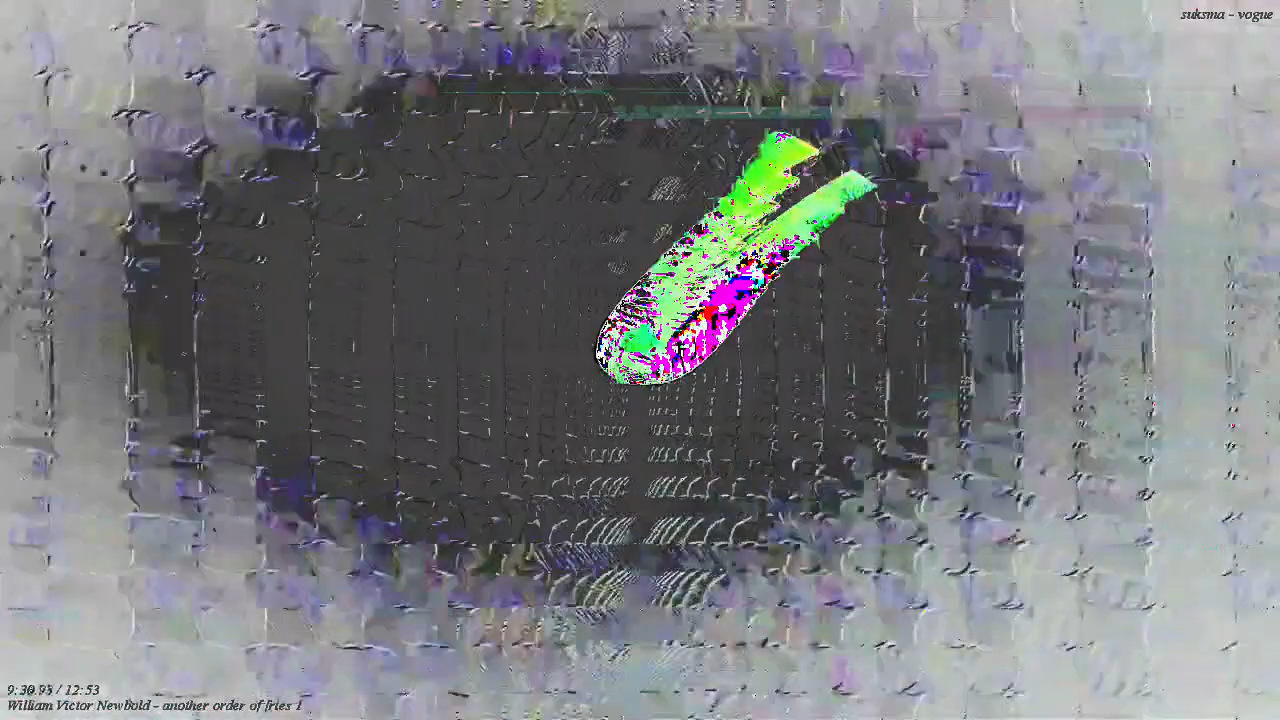 suksma - vogue
9:30.93 / 12:53
William Victor NewBold - another order of fries 1